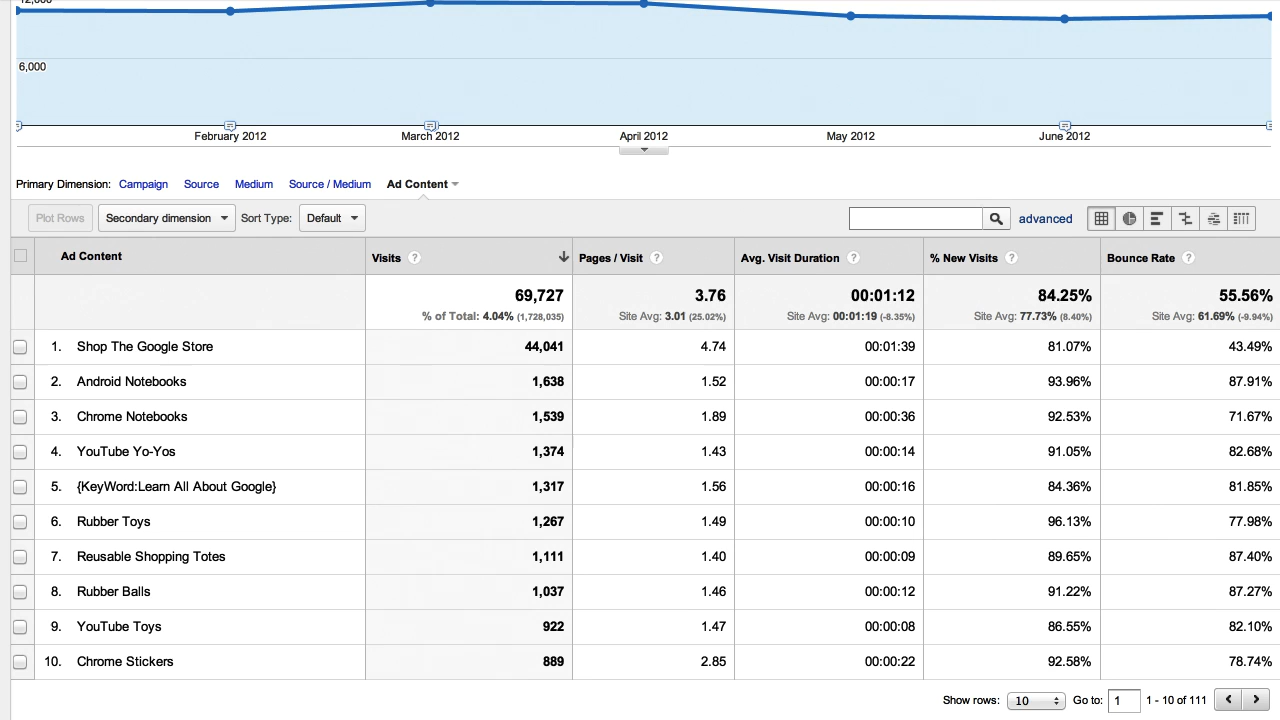 12,000
6,000
February 2012 March 2012 April 2012 May 2012 June 2012
Primary Dimension: Campaign Source Medium Source / Medium Ad Content
Plot Rows Secondary dimension Sort Type: Default advanced
Ad Content Visits ? Pages / Visit ? Avg. Visit Duration ? % New Visits ? Bounce Rate ?
69,727 3.76 00:01:12 84.25% 55.56%
% of Total: 4.04% (1,728,035) Site Avg: 3.01 (25.02%) Site Avg: 00:01:19 (-8.35%) Site Avg: 77.73% (8.40%) Site Avg: 61.69% (-9.94%)
1. Shop The Google Store 44,041 4.74 00:01:39 81.07% 43.49%
2. Android Notebooks 1,638 1.52 00:00:17 93.96% 87.91%
3. Chrome Notebooks 1,539 1.89 00:00:36 92.53% 71.67%
4. YouTube Yo-Yos 1,374 1.43 00:00:14 91.05% 82.68%
5. {KeyWord:Learn All About Google} 1,317 1.56 00:00:16 84.36% 81.85%
6. Rubber Toys 1,267 1.49 00:00:10 96.13% 77.98%
7. Reusable Shopping Totes 1,111 1.40 00:00:09 89.65% 87.40%
8. Rubber Balls 1,037 1.46 00:00:12 91.22% 87.27%
9. YouTube Toys 922 1.47 00:00:08 86.55% 82.10%
10. Chrome Stickers 889 2.85 00:00:22 92.58% 78.74%
Show rows: 10 Go to: 1 1 - 10 of 111